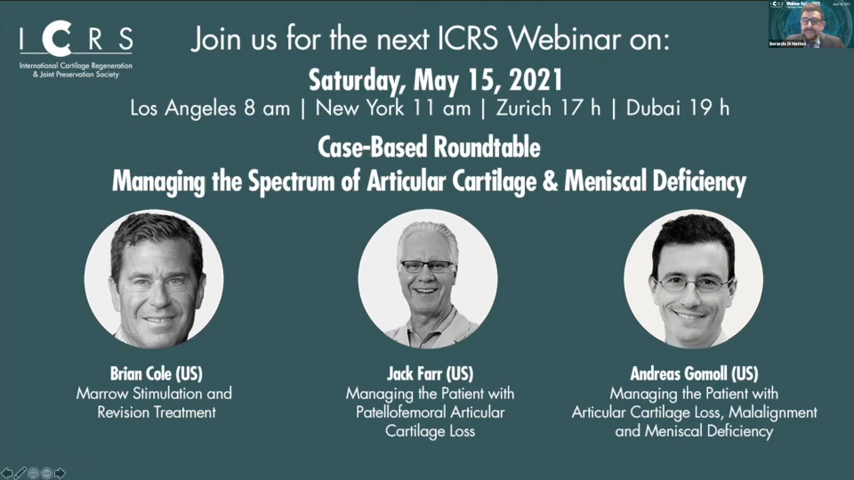 ICRS
International Cartilage Regeneration
& Joint Preservation Society
Join us for the next ICRS Webinar on:
Saturday, May 15, 2021
Los Angeles 8 am | New York 11 am | Zurich 17 h | Dubai 19 h
Case-Based Roundtable
Managing the Spectrum of Articular Cartilage & Meniscal Deficiency
Brian Cole (US)
Marrow Stimulation and
Revision Treatment
Jack Farr (US)
Managing the Patient with
Patellofemoral Articular
Cartilage Loss
Andreas Gomoll (US)
Managing the Patient with
Articular Cartilage Loss, Malalignment
and Meniscal Deficiency